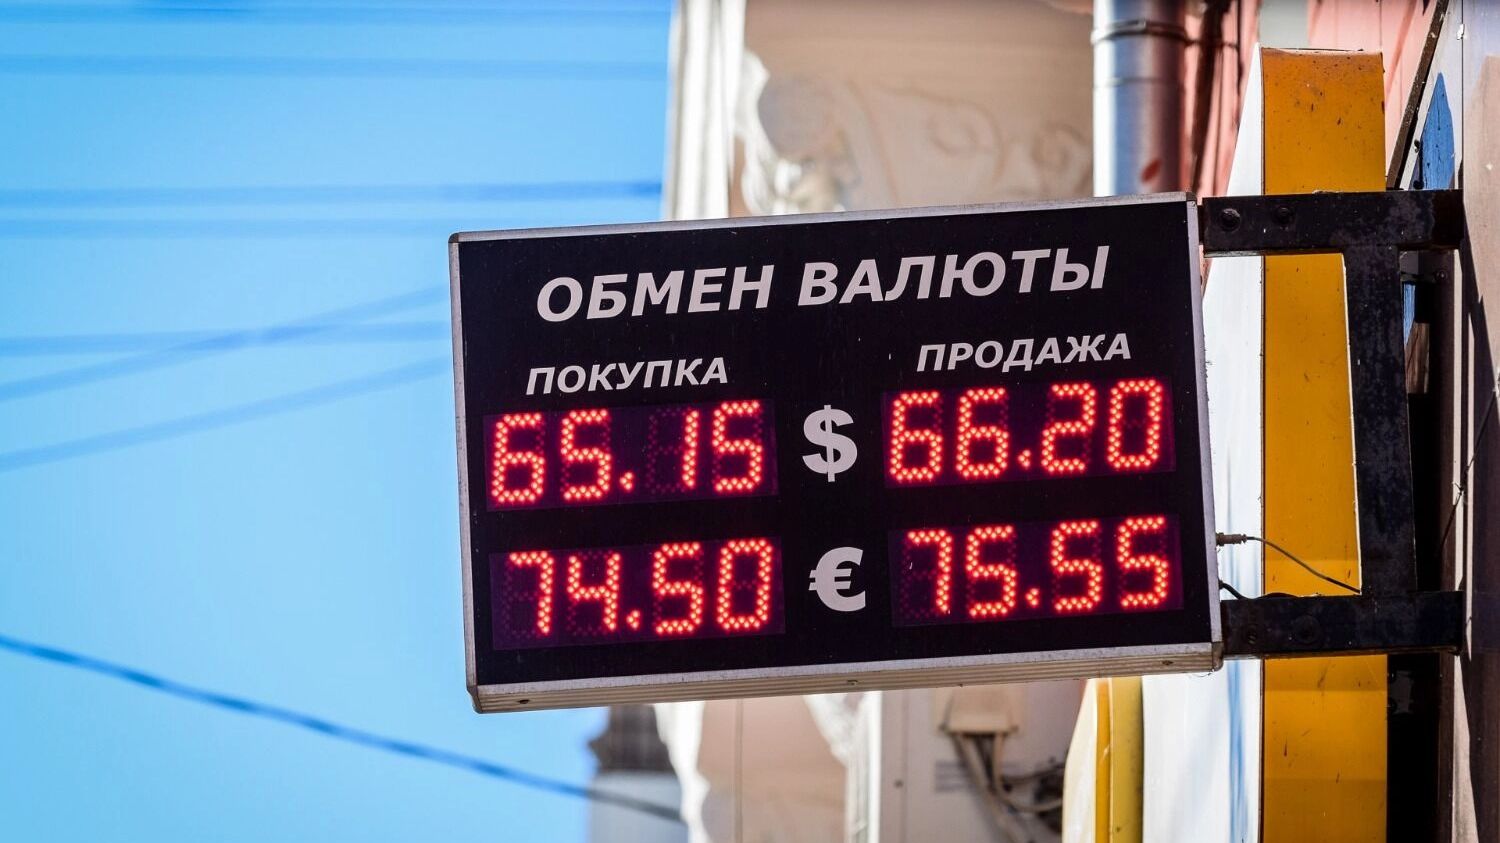 ОБМЕН ВАЛЮТЫ
ПОКУПКА ПРОДАЖА
65.15 $ 66.20
74.50 € 75.55